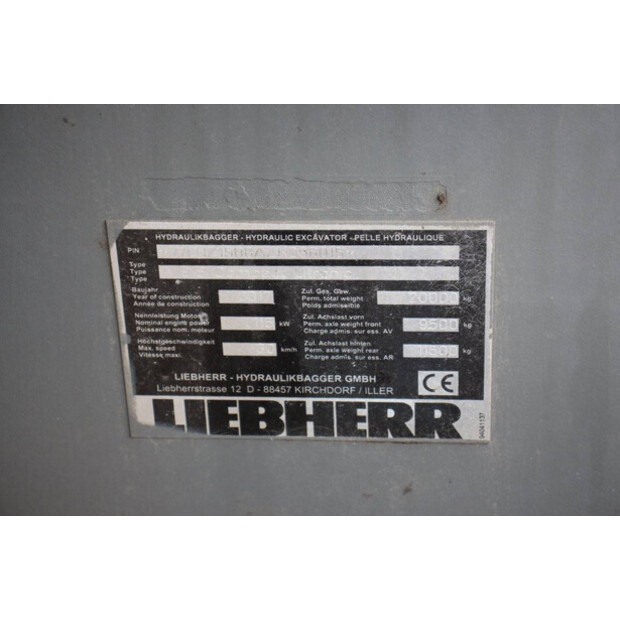 HYDRAULIKBAGGER - HYDRAULIC EXCAVATOR - PELLE HYDRAULIQUE
PIN
Type
Type
Type
Baujahr
Year of construction
Année de construction
Zul. Ges. Gew.
Perm. total weight
Poids admissible
20000 kg
Nennleistung Motor
Nominal engine power
Puissance nom. moteur
kW
Zul. Achslast vorn
Perm. axle weight front
Charge admis. sur ess. AV
9500 kg
Höchstgeschwindigkeit
Max. speed
Vitesse maxi.
km/h
Zul. Achslast hinten
Perm. axle weight rear
Charge admis. sur ess. AR
kg
LIEBHERR - HYDRAULIKBAGGER GMBH
Liebherrstrasse 12 D - 88457 KIRCHDORF / ILLER
CE
LIEBHERR
94041137